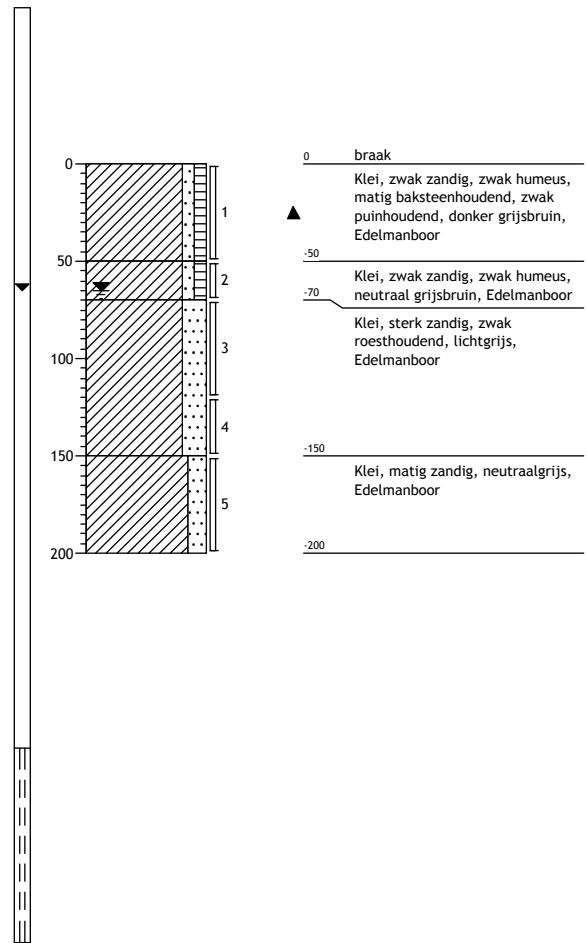 0
50
100
150
200
1
2
3
4
5
0 braak
Klei, zwak zandig, zwak humeus,
matig baksteenhoudend, zwak
puinhoudend, donker grijsbruin,
Edelmanboor
-50
Klei, zwak zandig, zwak humeus,
neutraal grijsbruin, Edelmanboor
-70
Klei, sterk zandig, zwak
roesthoudend, lichtgrijs,
Edelmanboor
-150
Klei, matig zandig, neutraalgrijs,
Edelmanboor
-200